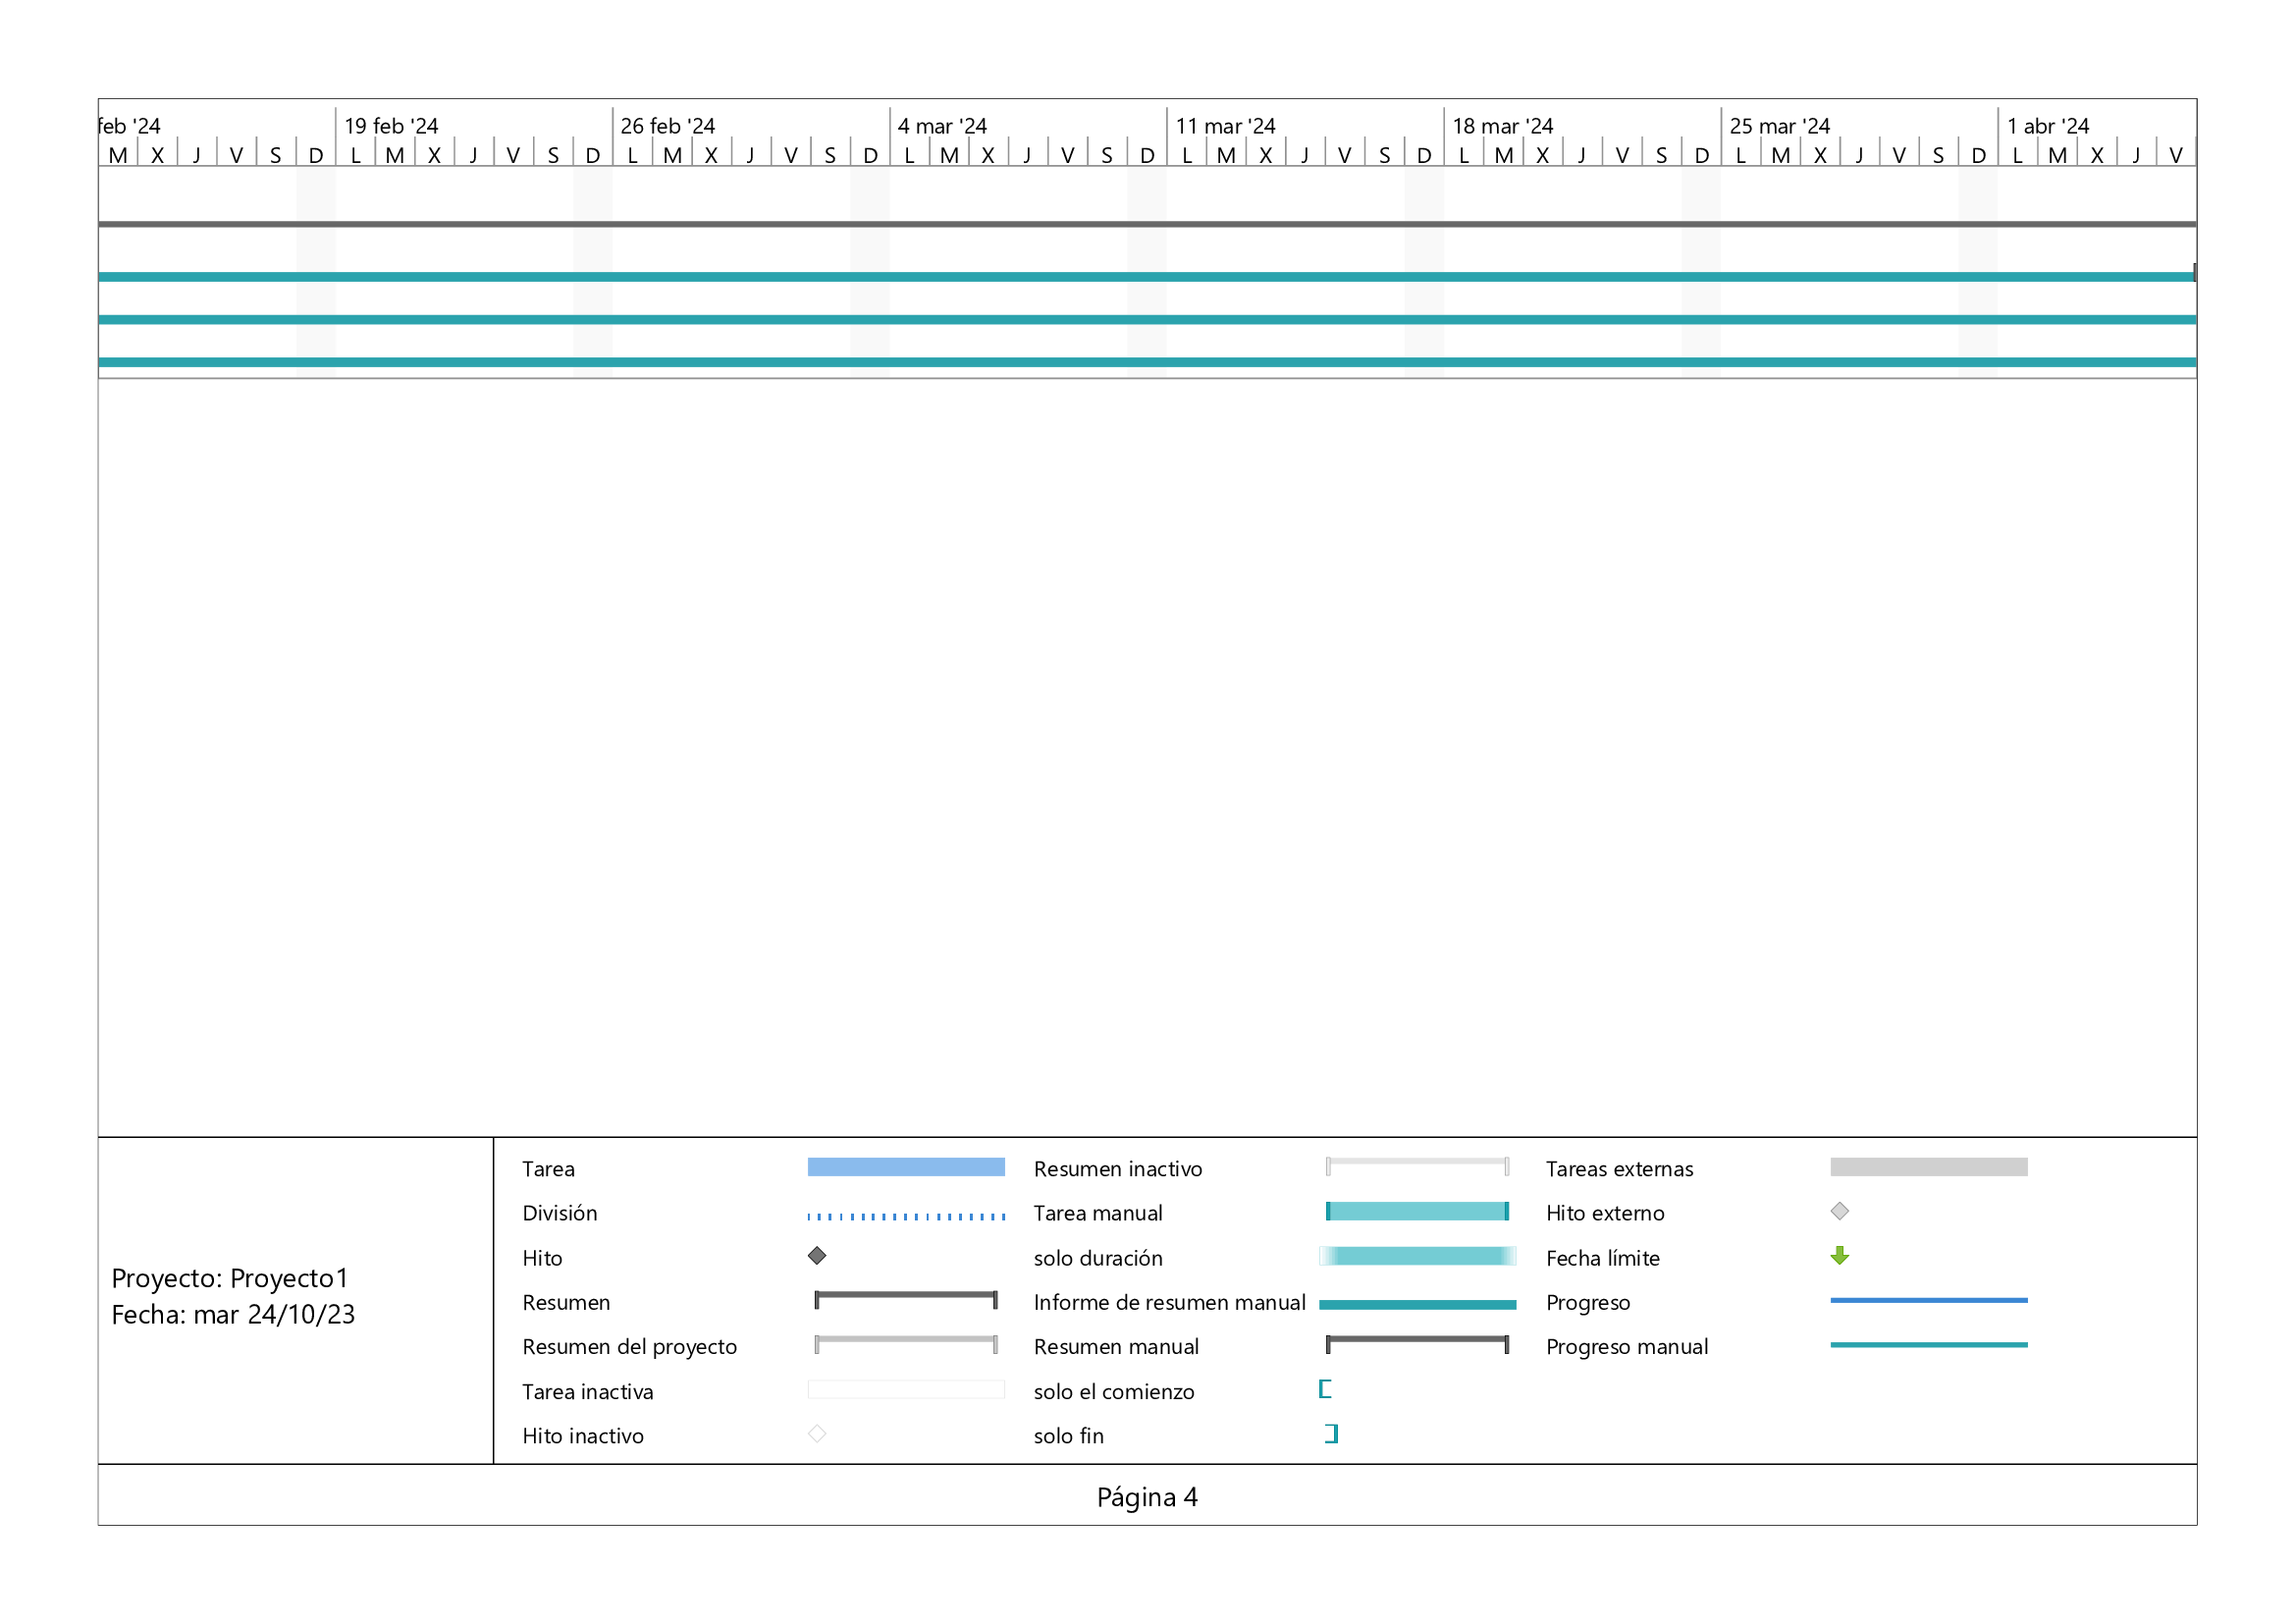 feb '24 19 feb '24 26 feb '24 4 mar '24 11 mar '24 18 mar '24 25 mar '24 1 abr '24
M X J V S D L M X J V S D L M X J V S D L M X J V S D L M X J V S D L M X J V S D L M X J V S D L M X J V
Tarea
División
Hito
Resumen
Resumen del proyecto
Tarea inactiva
Hito inactivo
Resumen inactivo
Tarea manual
solo duración
Informe de resumen manual
Resumen manual
solo el comienzo
solo fin
Tareas externas
Hito externo
Fecha límite
Progreso
Progreso manual
Proyecto: Proyecto1
Fecha: mar 24/10/23
Página 4